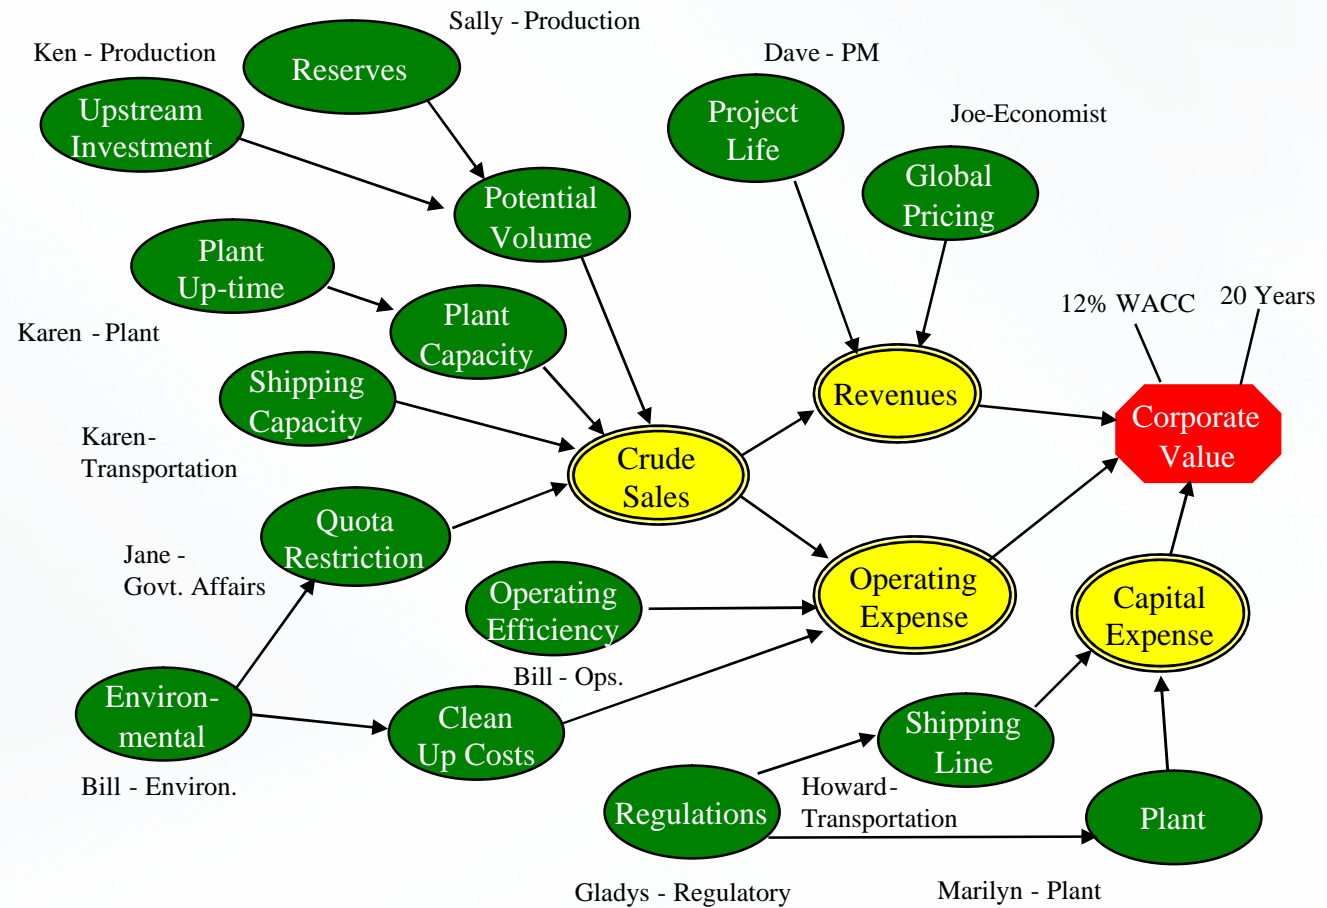 Sally - Production
Ken - Production
Dave - PM
Reserves
Upstream
Investment
Project
Life
Joe-Economist
Global
Pricing
Potential
Volume
Plant
Up-time
Karen - Plant
Plant
Capacity
12% WACC
20 Years
Shipping
Capacity
Revenues
Corporate
Value
Karen-
Transportation
Crude
Sales
Quota
Restriction
Jane -
Govt. Affairs
Operating
Efficiency
Operating
Expense
Capital
Expense
Bill - Ops.
Environ-
mental
Clean
Up Costs
Shipping
Line
Bill - Environ.
Regulations
Howard-
Transportation
Plant
Gladys - Regulatory
Marilyn - Plant